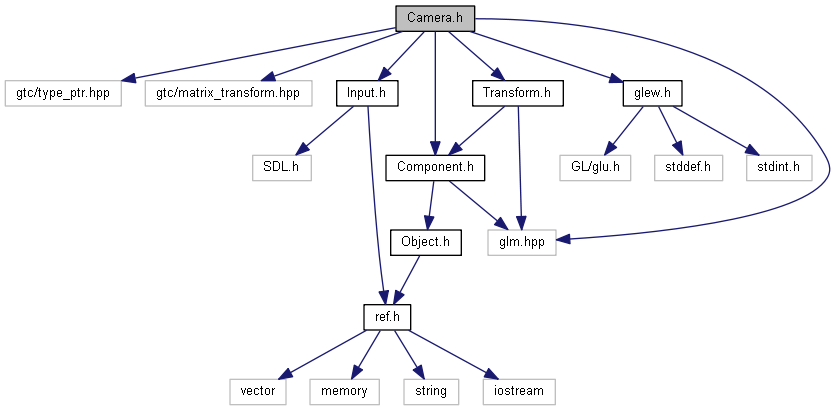 Camera.h
gtc/type_ptr.hpp
gtc/matrix_transform.hpp
Input.h
Transform.h
glew.h
SDL.h
Component.h
GL/glu.h
stddef.h
stdint.h
Object.h
glm.hpp
ref.h
vector
memory
string
iostream